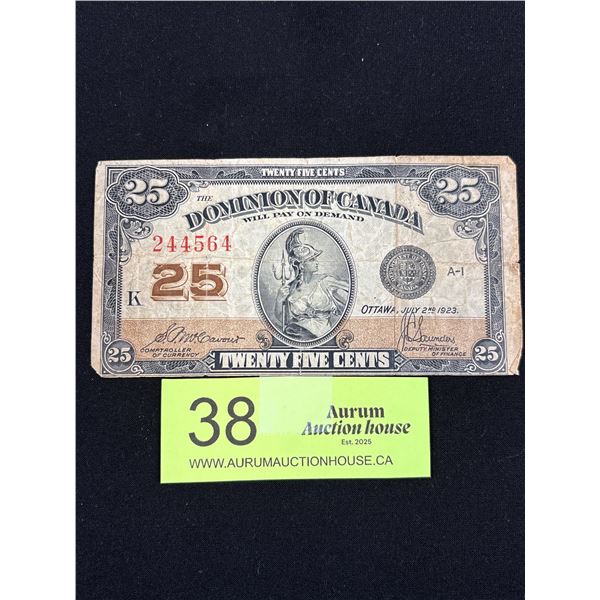 TWENTY FIVE CENTS
25 25
THE DOMINION OF CANADA
WILL PAY ON DEMAND
244564
25
K
A-1
OTTAWA, JULY 2ND 1923.
COMPTROLLER OF CURRENCY
J.C. Saunders
DEPUTY MINISTER OF FINANCE
25 TWENTY FIVE CENTS 25
38
Aurum
Auction house
Est. 2025
WWW.AURUMAUCTIONHOUSE.CA